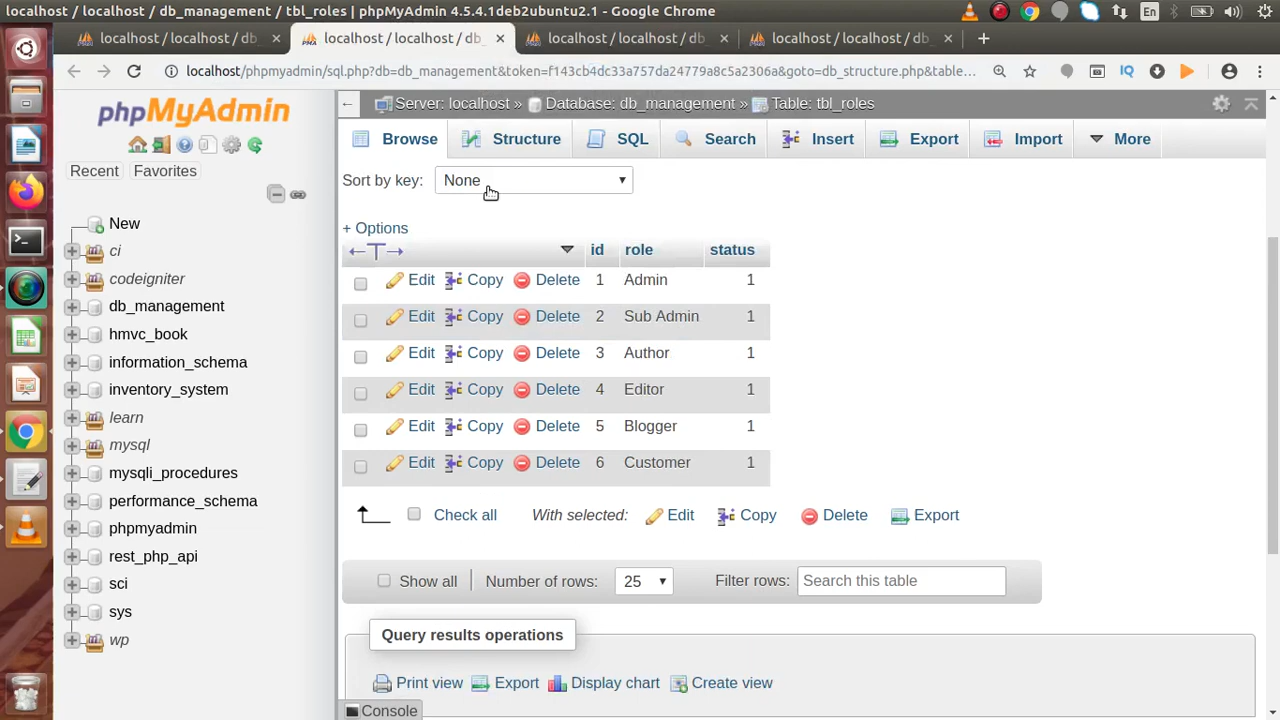 localhost / localhost / db_management / tbl_roles | phpMyAdmin 4.5.4.1deb2ubuntu2.1 - Google Chrome
En
localhost / localhost / db × localhost / localhost / db_ × localhost / localhost / db_ × localhost / localhost / db_ × +
localhost/phpmyadmin/sql.php?db=db_management&token=f143cb4dc33a757da24779a8c5a2306a&goto=db_structure.php&table… IQ
phpMyAdmin
Recent Favorites
New
ci
codeigniter
db_management
hmvc_book
information_schema
inventory_system
learn
mysql
mysqli_procedures
performance_schema
phpmyadmin
rest_php_api
sci
sys
wp
← Server: localhost » Database: db_management » Table: tbl_roles
Browse Structure SQL Search Insert Export Import More
Sort by key: None
+ Options
←T→ id role status
Edit Copy Delete 1 Admin 1
Edit Copy Delete 2 Sub Admin 1
Edit Copy Delete 3 Author 1
Edit Copy Delete 4 Editor 1
Edit Copy Delete 5 Blogger 1
Edit Copy Delete 6 Customer 1
Check all With selected: Edit Copy Delete Export
Show all | Number of rows: 25 Filter rows: Search this table
Query results operations
Print view Export Display chart Create view
Console